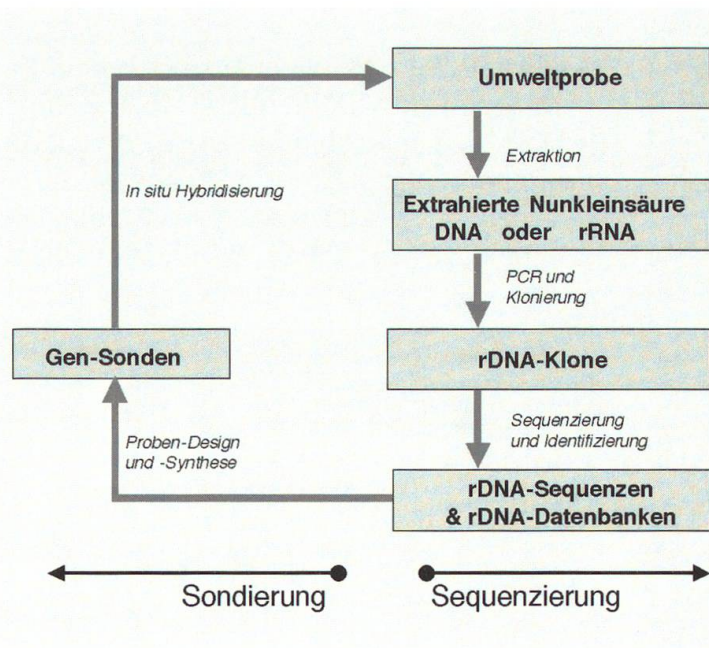 Umweltprobe
Extraktion
In situ Hybridisierung
Extrahierte Nunkleinsäure
DNA oder rRNA
PCR und
Klonierung
Gen-Sonden
rDNA-Klone
Sequenzierung
und Identifizierung
Proben-Design
und -Synthese
rDNA-Sequenzen
& rDNA-Datenbanken
Sondierung
Sequenzierung